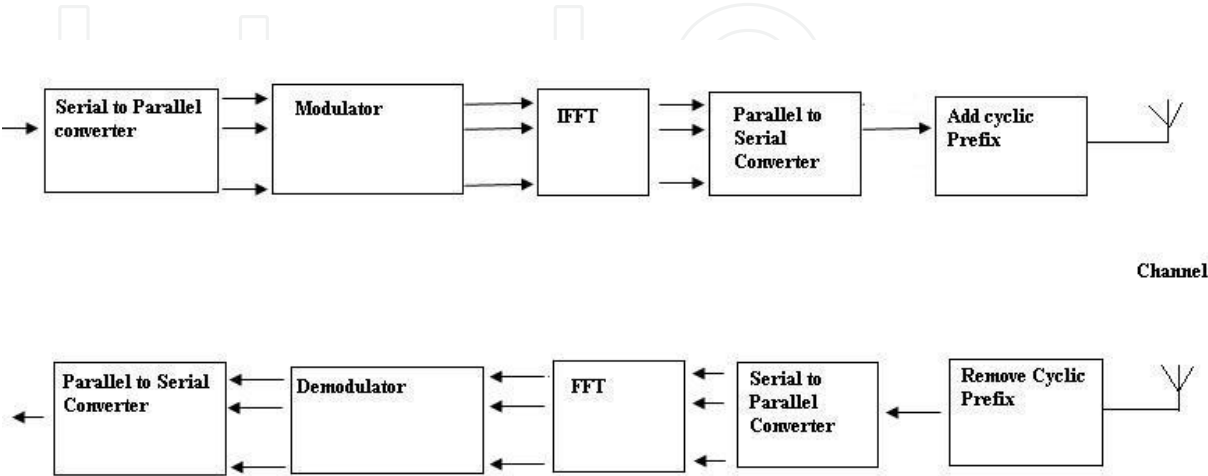 Serial to Parallel
converter
Modulator
IFFT
Parallel to
Serial
Converter
Add cyclic
Prefix
Channel
Parallel to Serial
Converter
Demodulator
FFT
Serial to
Parallel
Converter
Remove Cyclic
Prefix